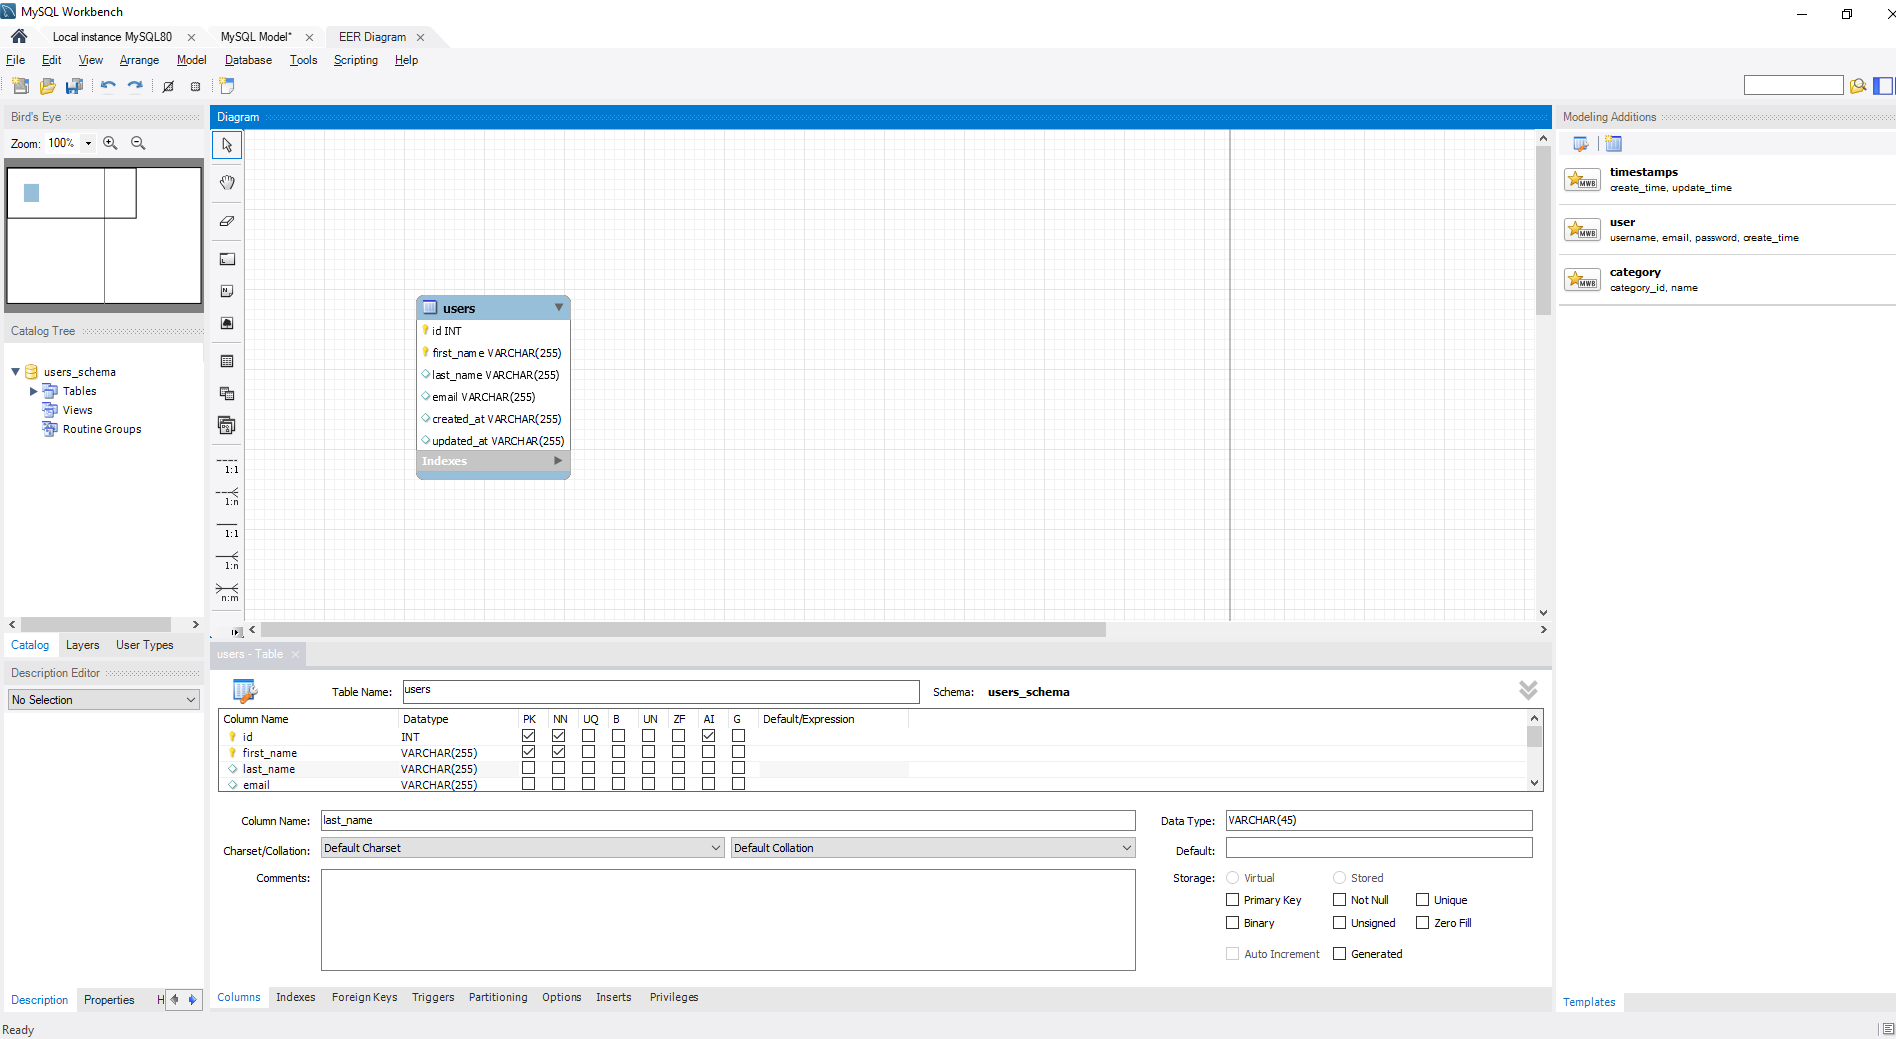 MySQL Workbench
Local instance MySQL80 MySQL Model* EER Diagram
File Edit View Arrange Model Database Tools Scripting Help
Bird's Eye
Zoom: 100%
Catalog Tree
users_schema
Tables
Views
Routine Groups
Catalog Layers User Types
Description Editor
No Selection
Description Properties H
Ready
Diagram
1:1
1:n
1:1
1:n
n:m
users
id INT
first_name VARCHAR(255)
last_name VARCHAR(255)
email VARCHAR(255)
created_at VARCHAR(255)
updated_at VARCHAR(255)
Indexes
users - Table
Table Name: users Schema: users_schema
Column Name Datatype PK NN UQ B UN ZF AI G Default/Expression
id INT
first_name VARCHAR(255)
last_name VARCHAR(255)
email VARCHAR(255)
Column Name: last_name Data Type: VARCHAR(45)
Charset/Collation: Default Charset Default Collation Default:
Comments: Storage: Virtual Stored
Primary Key Not Null Unique
Binary Unsigned Zero Fill
Auto Increment Generated
Columns Indexes Foreign Keys Triggers Partitioning Options Inserts Privileges
Modeling Additions
MWB timestamps
create_time, update_time
MWB user
username, email, password, create_time
MWB category
category_id, name
Templates